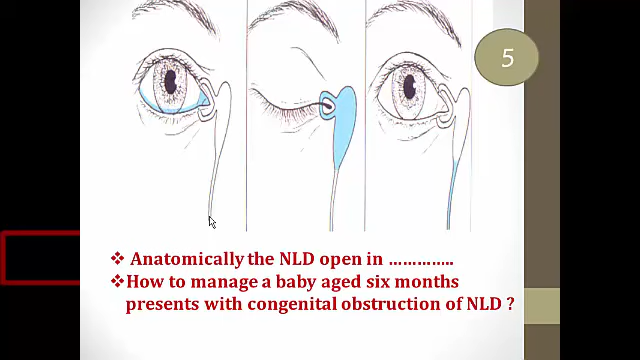 5
❖ Anatomically the NLD open in …………..
❖How to manage a baby aged six months
presents with congenital obstruction of NLD ?